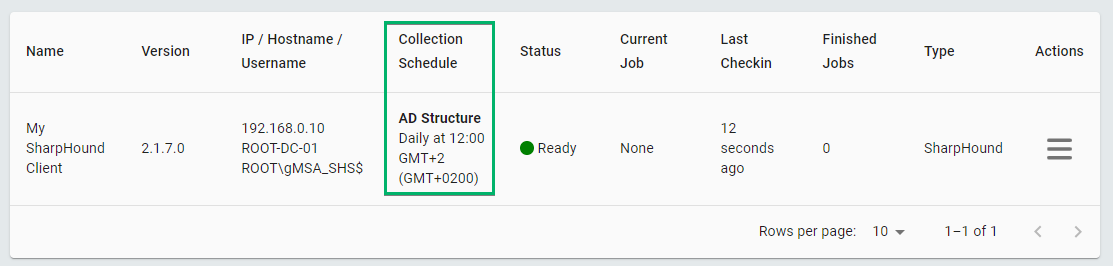 Name
Version
IP / Hostname /
Username
Collection
Schedule
Status
Current
Job
Last
Checkin
Finished
Jobs
Type
Actions
My
SharpHound
Client
2.1.7.0
192.168.0.10
ROOT-DC-01
ROOT\gMSA_SHS$
AD Structure
Daily at 12:00
GMT+2
(GMT+0200)
Ready
None
12
seconds
ago
0
SharpHound
Rows per page:
10
1–1 of 1